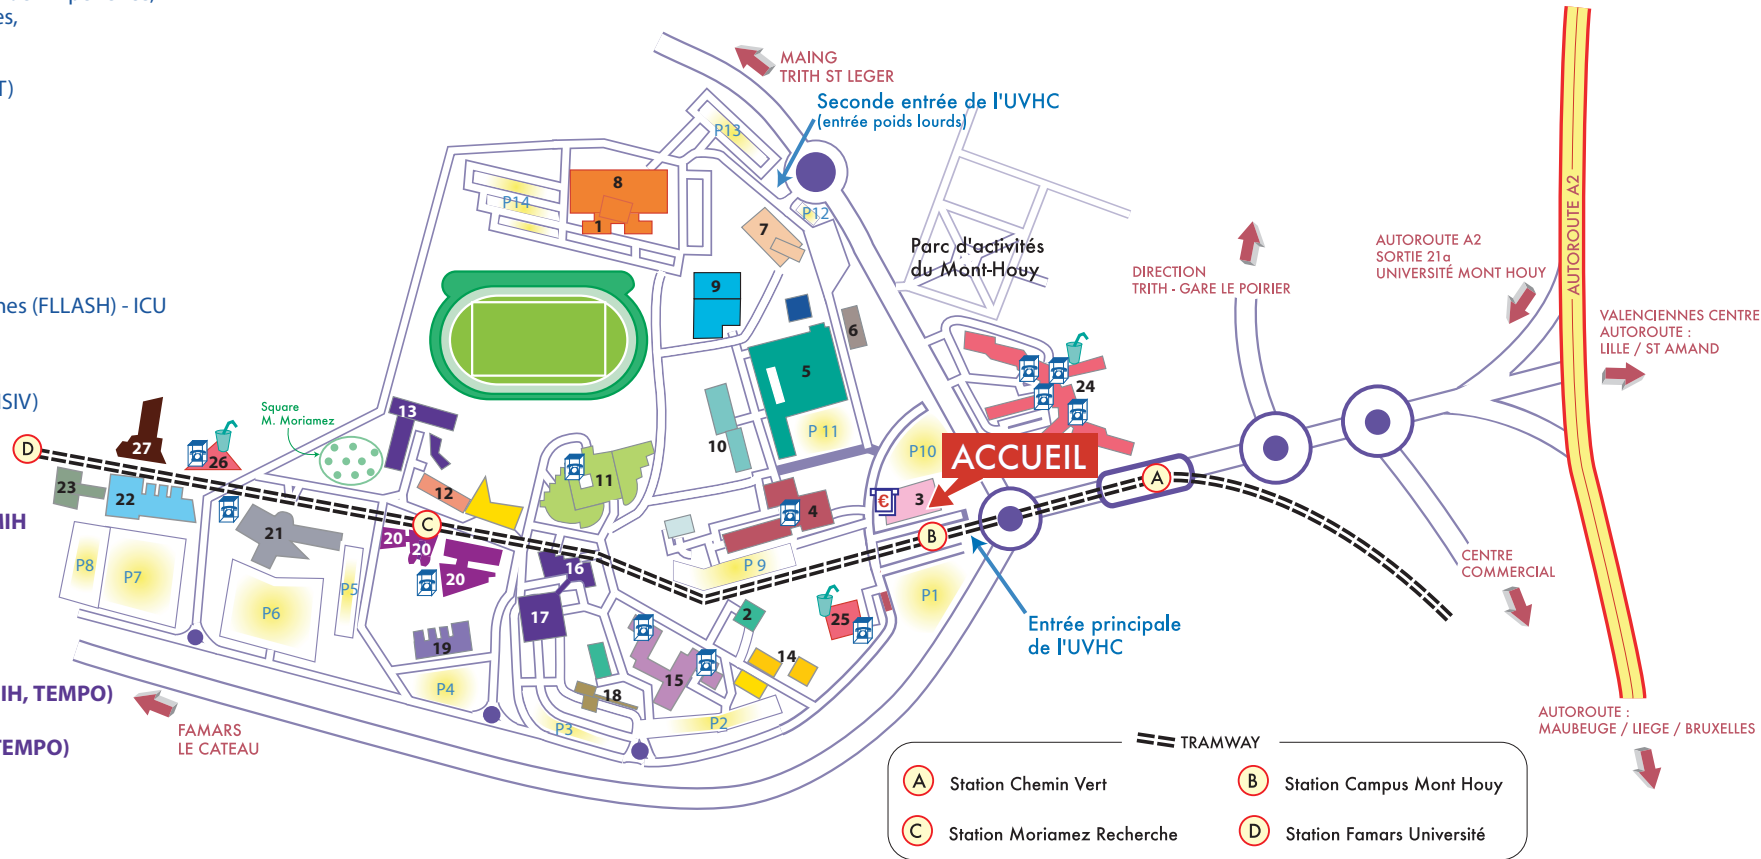 es,
T)
nes (FLLASH) - ICU
ISIV)
MIH
IIH, TEMPO)
TEMPO)
MAING
TRITH ST LEGER
Seconde entrée de l'UVHC
(entrée poids lourds)
P13
8
P14
1
7
P12
Parc d'activités
du Mont-Houy
DIRECTION
TRITH - GARE LE POIRIER
AUTOROUTE A2
SORTIE 21a
UNIVERSITÉ MONT HOUY
AUTOROUTE A2
VALENCIENNES CENTRE
AUTOROUTE :
LILLE / ST AMAND
9
6
5
24
Square
M. Moriamez
13
10
P 11
P10
ACCUEIL
D
27
26
23
22
12
11
A
3
€
4
B
C
21
20
20
20
P8
P7
P6
P5
16
P 9
17
2
P1
25
CENTRE
COMMERCIAL
Entrée principale
de l'UVHC
19
14
15
P4
18
P3
P2
FAMARS
LE CATEAU
AUTOROUTE :
MAUBEUGE / LIEGE / BRUXELLES
TRAMWAY
A Station Chemin Vert
B Station Campus Mont Houy
C Station Moriamez Recherche
D Station Famars Université